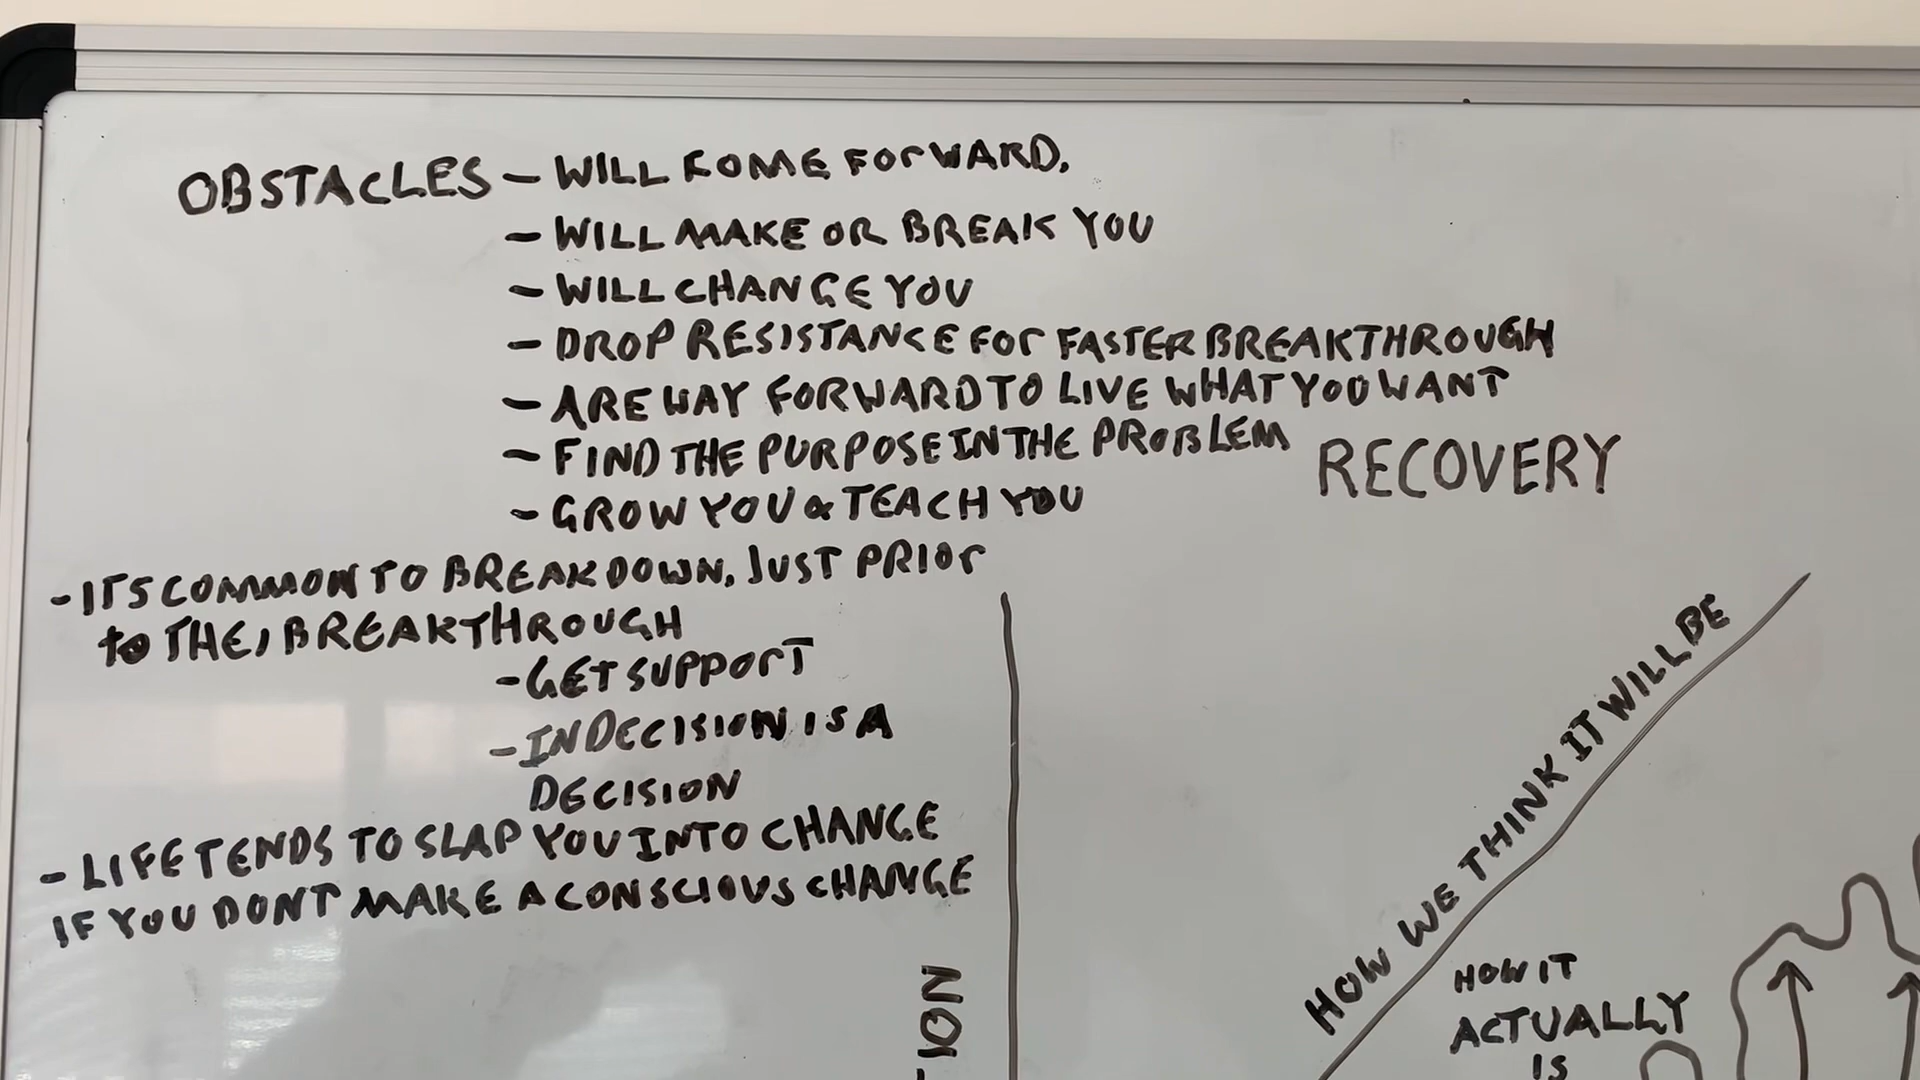 OBSTACLES – WILL COME FORWARD.
– WILL MAKE OR BREAK YOU
– WILL CHANGE YOU
– DROP RESISTANCE FOR FASTER BREAKTHROUGH
– ARE WAY FORWARD TO LIVE WHAT YOU WANT
– FIND THE PURPOSE IN THE PROBLEM
– GROW YOU & TEACH YOU
RECOVERY
- ITS COMMON TO BREAKDOWN, JUST PRIOR
to THE, BREAKTHROUGH
- GET SUPPORT
- INDECISION IS A
DECISION
- LIFE TENDS TO SLAP YOU INTO CHANGE
IF YOU DONT MAKE A CONSCIOUS CHANGE
HOW WE THINK IT WILL BE
HOW IT
ACTUALLY
IS